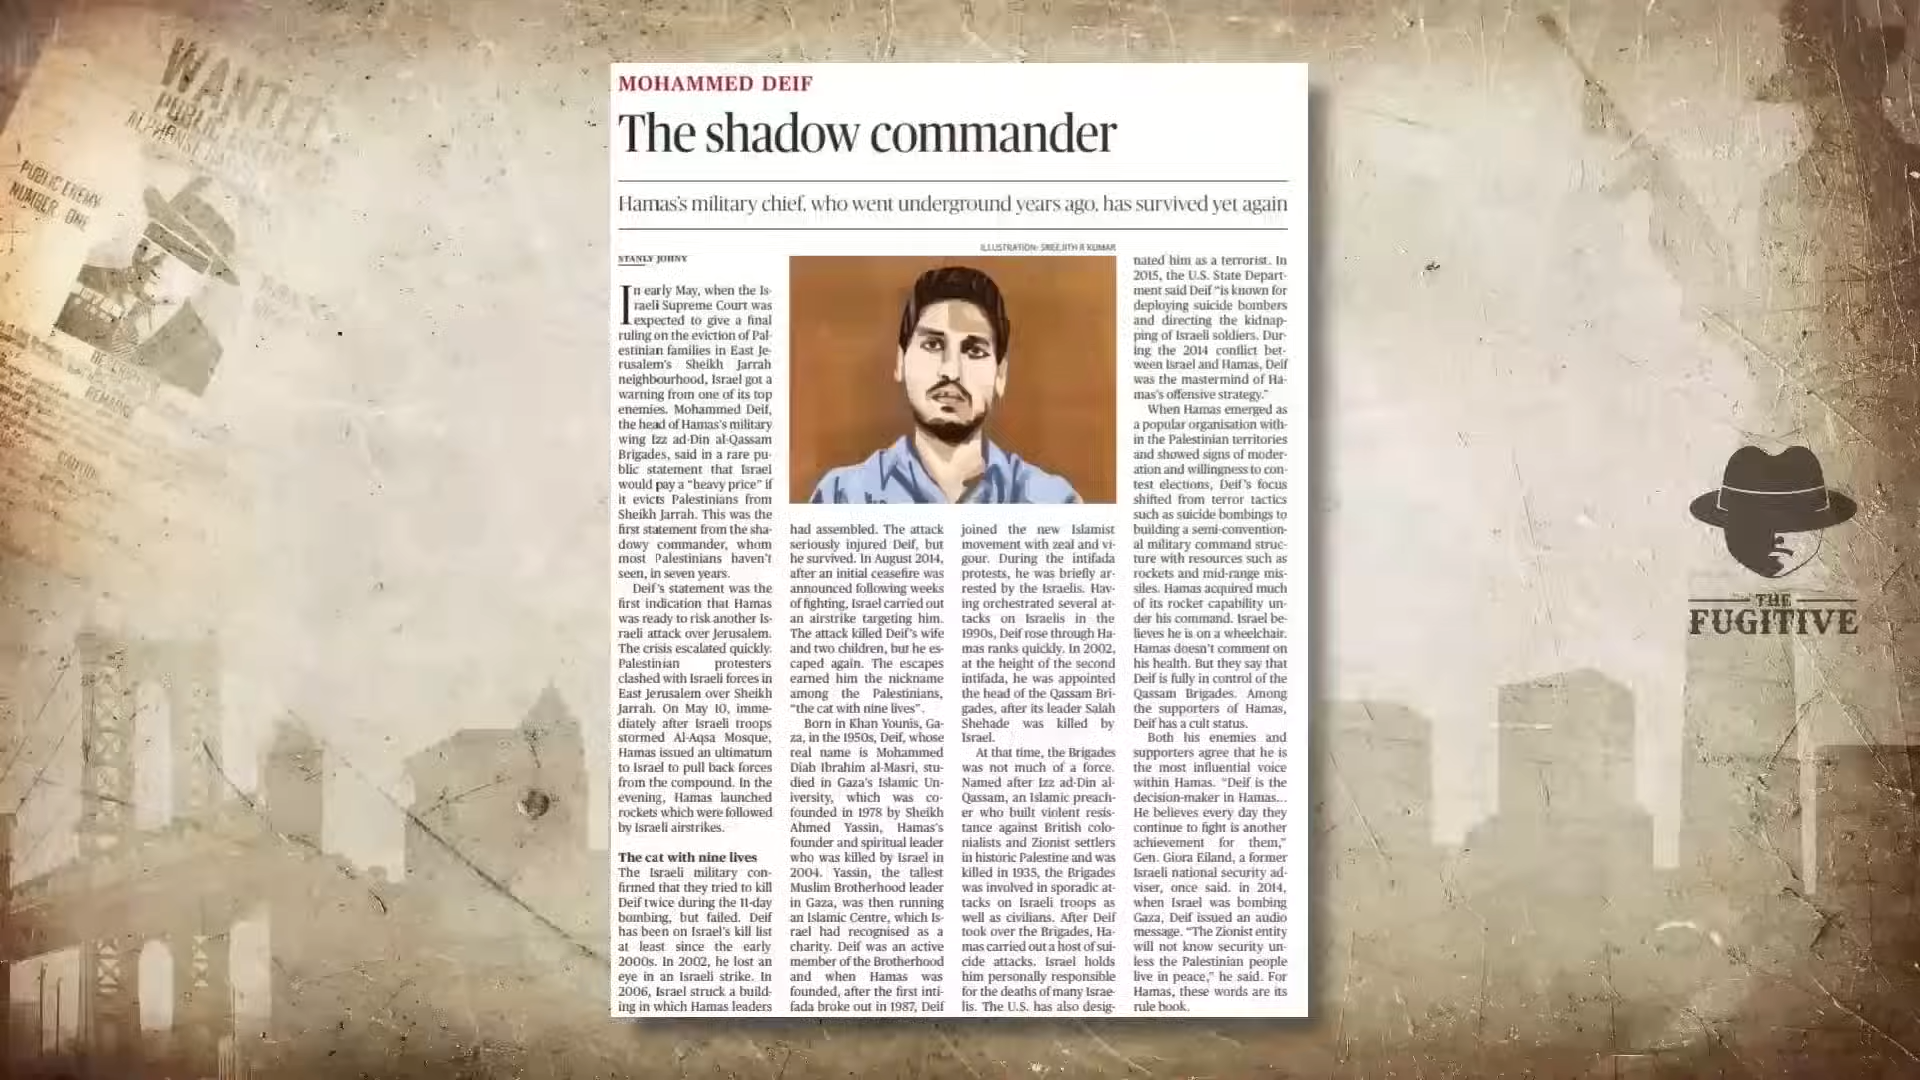 WANTED
PUBLIC ENEMY
PUBLIC ENEMY
NUMBER ONE
MOHAMMED DEIF
The shadow commander
Hamas's military chief, who went underground years ago, has survived yet again
STANLY JOHNY
In early May, when the Is-
raeli Supreme Court was
expected to give a final
ruling on the eviction of Pal-
estinian families in East Je-
rusalem's Sheikh Jarrah
neighbourhood, Israel got a
warning from one of its top
enemies. Mohammed Deif,
the head of Hamas's military
wing Izz ad-Din al-Qassam
Brigades, said in a rare pu-
blic statement that Israel
would pay a “heavy price” if
it evicts Palestinians from
Sheikh Jarrah. This was the
first statement from the sha-
dowy commander, whom
most Palestinians haven't
seen, in seven years.
Deif's statement was the
first indication that Hamas
was ready to risk another Is-
raeli attack over Jerusalem.
The crisis escalated quickly.
Palestinian protesters
clashed with Israeli forces in
East Jerusalem over Sheikh
Jarrah. On May 10, imme-
diately after Israeli troops
stormed Al-Aqsa Mosque,
Hamas issued an ultimatum
to Israel to pull back forces
from the compound. In the
evening, Hamas launched
rockets which were followed
by Israeli airstrikes.
The cat with nine lives
The Israeli military con-
firmed that they tried to kill
Deif twice during the 11-day
bombing, but failed. Deif
has been on Israel's kill list
at least since the early
2000s. In 2002, he lost an
eye in an Israeli strike. In
2006, Israel struck a build-
ing in which Hamas leaders
ILLUSTRATION: SREEJITH R KUMAR
had assembled. The attack
seriously injured Deif, but
he survived. In August 2014,
after an initial ceasefire was
announced following weeks
of fighting, Israel carried out
an airstrike targeting him.
The attack killed Deif's wife
and two children, but he es-
caped again. The escapes
earned him the nickname
among the Palestinians,
“the cat with nine lives”.
Born in Khan Younis, Ga-
za, in the 1950s, Deif, whose
real name is Mohammed
Diab Ibrahim al-Masri, stu-
died in Gaza's Islamic Un-
iversity, which was co-
founded in 1978 by Sheikh
Ahmed Yassin, Hamas's
founder and spiritual leader
who was killed by Israel in
2004. Yassin, the tallest
Muslim Brotherhood leader
in Gaza, was then running
an Islamic Centre, which Is-
rael had recognised as a
charity. Deif was an active
member of the Brotherhood
and when Hamas was
founded, after the first inti-
fada broke out in 1987, Deif
joined the new Islamist
movement with zeal and vi-
gour. During the intifada
protests, he was briefly ar-
rested by the Israelis. Hav-
ing orchestrated several at-
tacks on Israelis in the
1990s, Deif rose through Ha-
mas ranks quickly. In 2002,
at the height of the second
intifada, he was appointed
the head of the Qassam Bri-
gades, after its leader Salah
Shehade was killed by
Israel.
At that time, the Brigades
was not much of a force.
Named after Izz ad-Din al-
Qassam, an Islamic preach-
er who built violent resis-
tance against British colo-
nialists and Zionist settlers
in historic Palestine and was
killed in 1935, the Brigades
was involved in sporadic at-
tacks on Israeli troops as
well as civilians. After Deif
took over the Brigades, Ha-
mas carried out a host of sui-
cide attacks. Israel holds
him personally responsible
for the deaths of many Israe-
lis. The U.S. has also desig-
nated him as a terrorist. In
2015, the U.S. State Depart-
ment said Deif “is known for
deploying suicide bombers
and directing the kidnap-
ping of Israeli soldiers. Dur-
ing the 2014 conflict bet-
ween Israel and Hamas, Deif
was the mastermind of Ha-
mas's offensive strategy.”
When Hamas emerged as
a popular organisation with-
in the Palestinian territories
and showed signs of moder-
ation and willingness to con-
test elections, Deif's focus
shifted from terror tactics
such as suicide bombings to
building a semi-convention-
al military command struc-
ture with resources such as
rockets and mid-range mis-
siles. Hamas acquired much
of its rocket capability un-
der his command. Israel be-
lieves he is on a wheelchair.
Hamas doesn't comment on
his health. But they say that
Deif is fully in control of the
Qassam Brigades. Among
the supporters of Hamas,
Deif has a cult status.
Both his enemies and
supporters agree that he is
the most influential voice
within Hamas. “Deif is the
decision-maker in Hamas...
He believes every day they
continue to fight is another
achievement for them,”
Gen. Giora Eiland, a former
Israeli national security ad-
viser, once said. in 2014,
when Israel was bombing
Gaza, Deif issued an audio
message. “The Zionist entity
will not know security un-
less the Palestinian people
live in peace,” he said. For
Hamas, these words are its
rule book.
THE
FUGITIVE